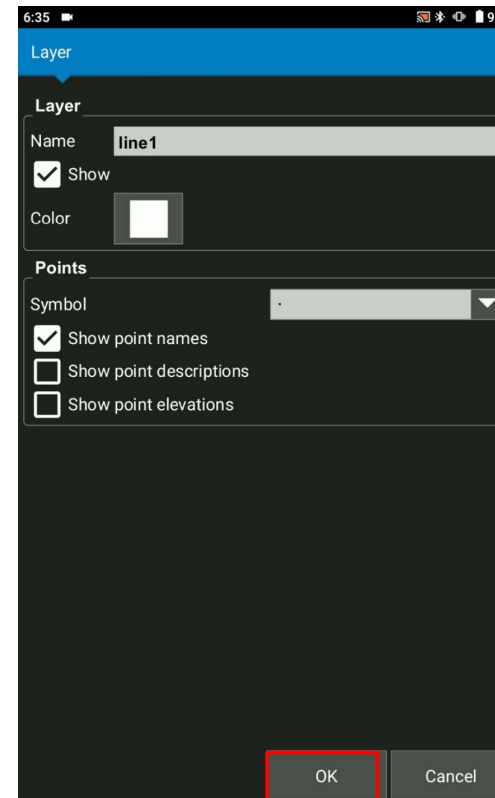 6:35 9
Layer
Layer
Name line1
Show
Color
Points
Symbol .
Show point names
Show point descriptions
Show point elevations
OK Cancel